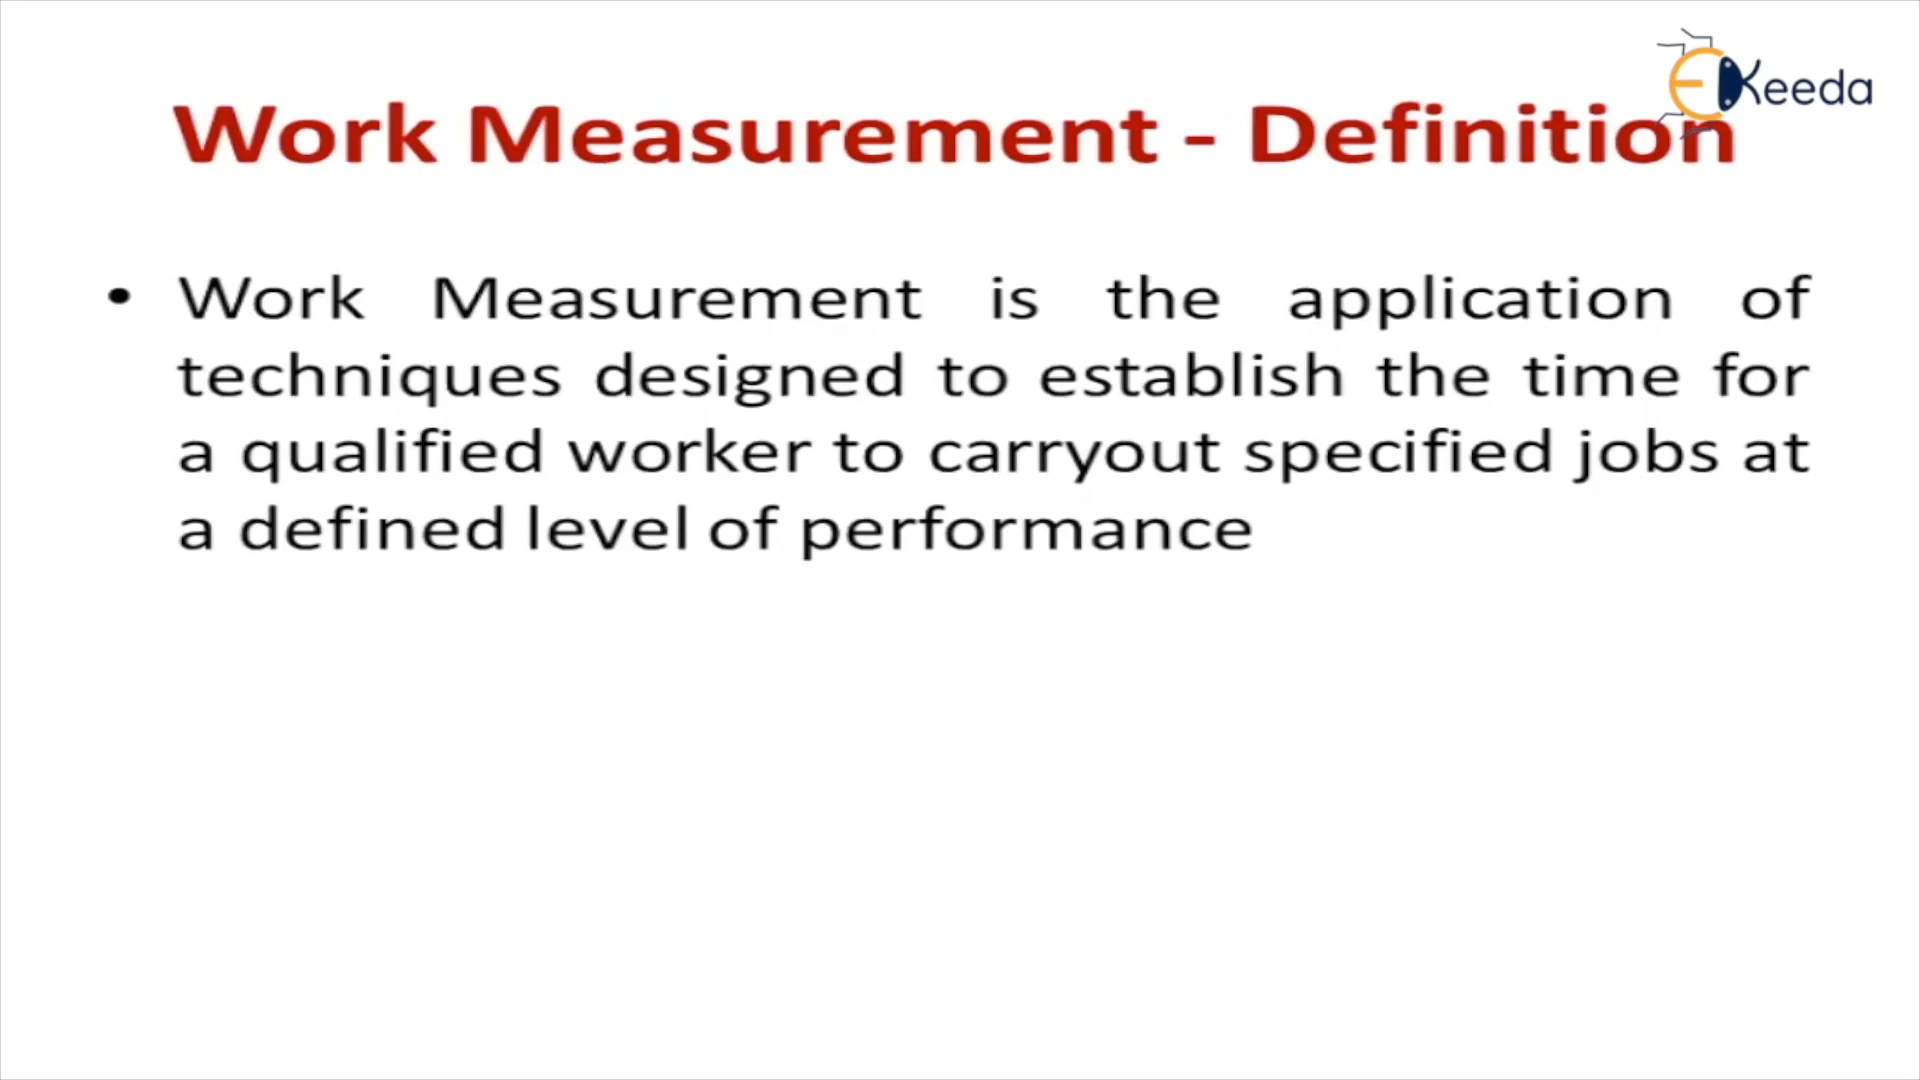 EKeeda
Work Measurement - Definition
• Work Measurement is the application of
techniques designed to establish the time for
a qualified worker to carryout specified jobs at
a defined level of performance